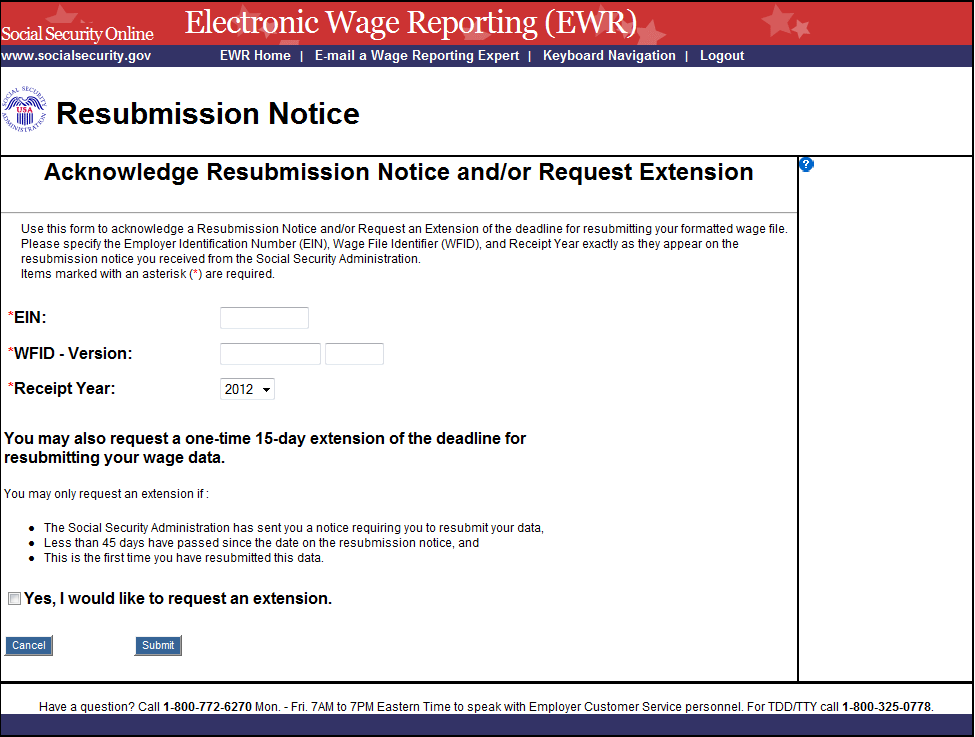 Social Security Online
Electronic Wage Reporting (EWR)
www.socialsecurity.gov
EWR Home | E-mail a Wage Reporting Expert | Keyboard Navigation | Logout
SOCIAL SECURITY
USA
ADMINISTRATION
Resubmission Notice
Acknowledge Resubmission Notice and/or Request Extension
?
Use this form to acknowledge a Resubmission Notice and/or Request an Extension of the deadline for resubmitting your formatted wage file.
Please specify the Employer Identification Number (EIN), Wage File Identifier (WFID), and Receipt Year exactly as they appear on the
resubmission notice you received from the Social Security Administration.
Items marked with an asterisk (*) are required.
*EIN:
*WFID - Version:
*Receipt Year:
2012
You may also request a one-time 15-day extension of the deadline for
resubmitting your wage data.
You may only request an extension if :
● The Social Security Administration has sent you a notice requiring you to resubmit your data,
● Less than 45 days have passed since the date on the resubmission notice, and
● This is the first time you have resubmitted this data.
Yes, I would like to request an extension.
Cancel
Submit
Have a question? Call 1-800-772-6270 Mon. - Fri. 7AM to 7PM Eastern Time to speak with Employer Customer Service personnel. For TDD/TTY call 1-800-325-0778.